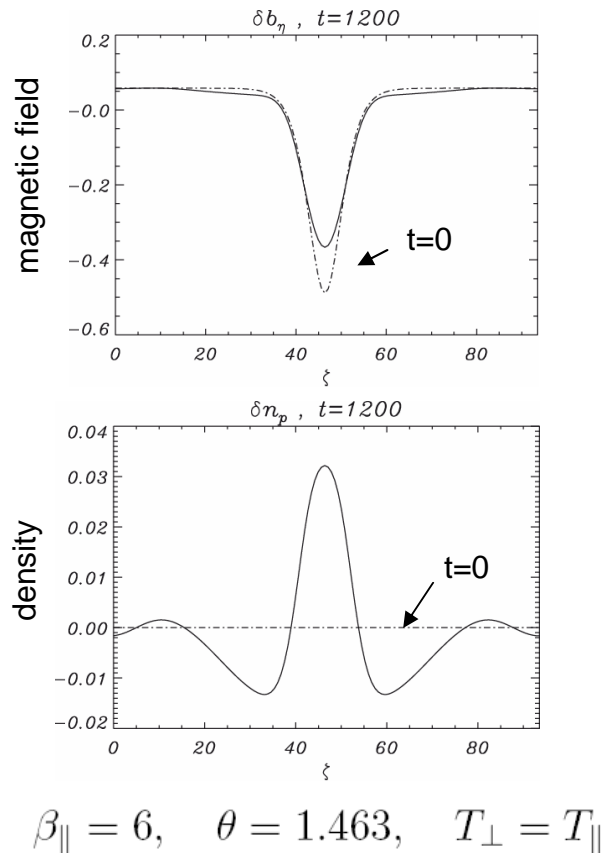 δb_η , t=1200
0.2
-0.0
-0.2
-0.4
-0.6
magnetic field
t=0
0 20 40 60 80
ζ
δn_p , t=1200
0.04
0.03
0.02
0.01
0.00
-0.01
-0.02
density
t=0
0 20 40 60 80
ζ
β_∥ = 6, θ = 1.463, T_⊥ = T_∥